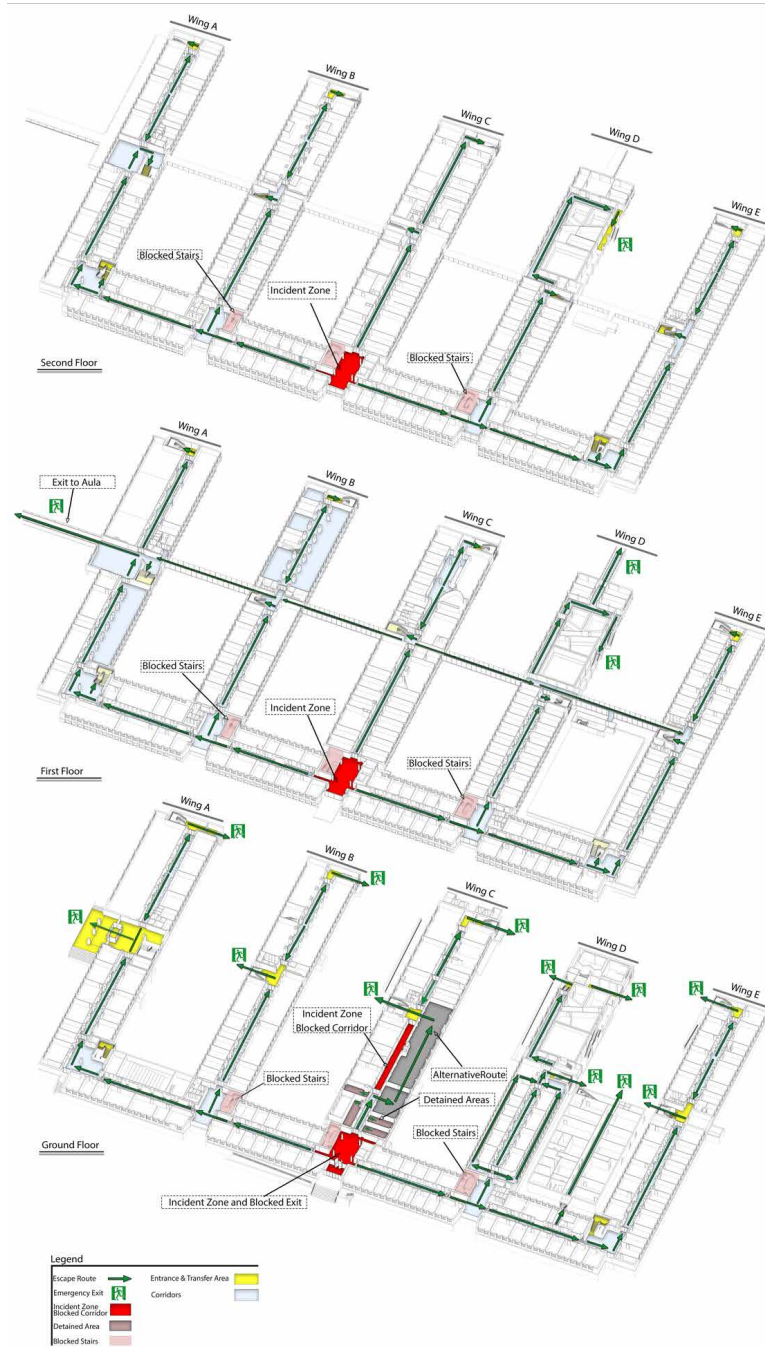 Wing A
Wing B
Wing C
Wing D
Wing E
Blocked Stairs
Incident Zone
Blocked Stairs
Second Floor
Wing A
Exit to Aula
Wing B
Wing C
Wing D
Wing E
Blocked Stairs
Incident Zone
Blocked Stairs
First Floor
Wing A
Wing B
Wing C
Wing D
Wing E
Incident Zone
Blocked Corridor
AlternativeRoute
Blocked Stairs
Detained Areas
Ground Floor
Blocked Stairs
Incident Zone and Blocked Exit
Legend
Escape Route
Entrance & Transfer Area
Emergency Exit
Corridors
Incident Zone
Blocked Corridor
Detained Area
Blocked Stairs